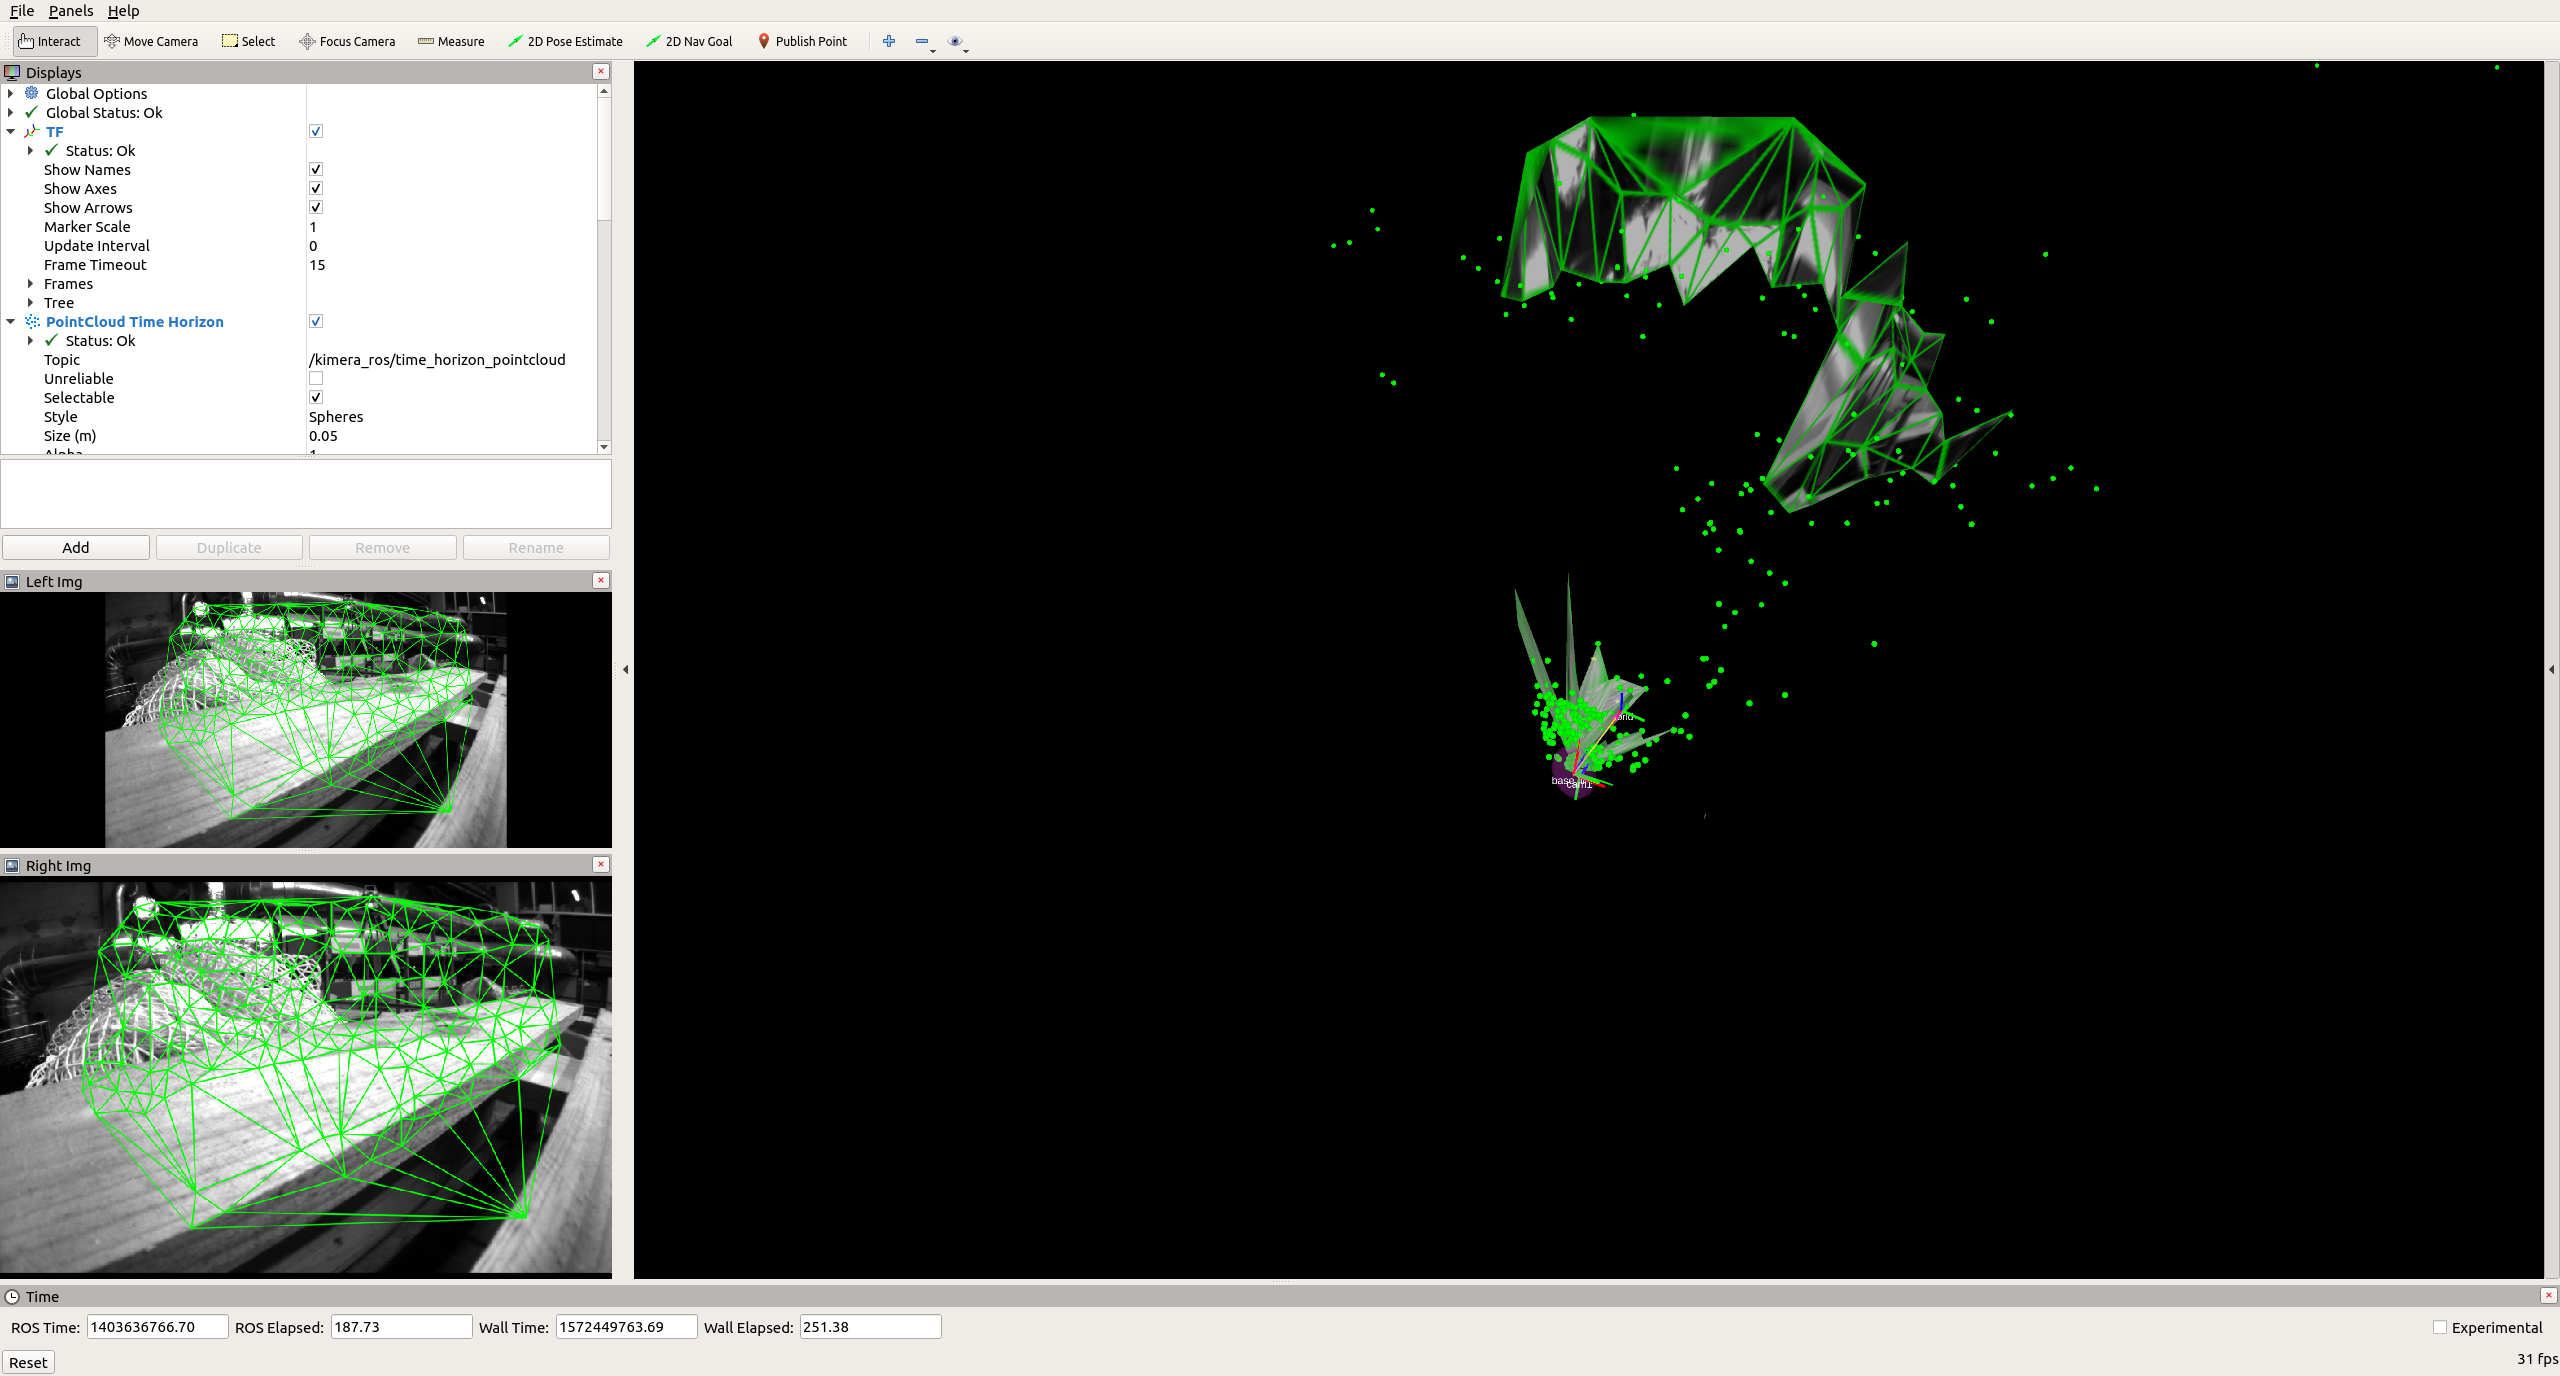 File Panels Help
Interact Move Camera Select Focus Camera Measure 2D Pose Estimate 2D Nav Goal Publish Point
Displays
Global Options
Global Status: Ok
TF
Status: Ok
Show Names
Show Axes
Show Arrows
Marker Scale 1
Update Interval 0
Frame Timeout 15
Frames
Tree
PointCloud Time Horizon
Status: Ok
Topic /kimera_ros/time_horizon_pointcloud
Unreliable
Selectable
Style Spheres
Size (m) 0.05
Alpha 1
Add Duplicate Remove Rename
Left Img
Right Img
Time
ROS Time: 1403636766.70 ROS Elapsed: 187.73 Wall Time: 1572449763.69 Wall Elapsed: 251.38 Experimental
Reset 31 fps